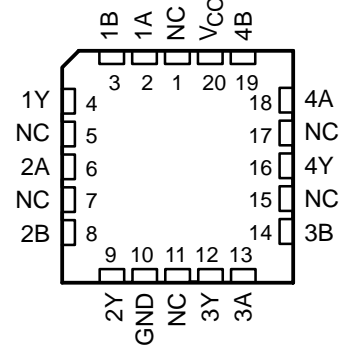 1B 1A NC VCC 4B
3 2 1 20 19
1Y 4 18 4A
NC 5 17 NC
2A 6 16 4Y
NC 7 15 NC
2B 8 14 3B
9 10 11 12 13
2Y GND NC 3Y 3A